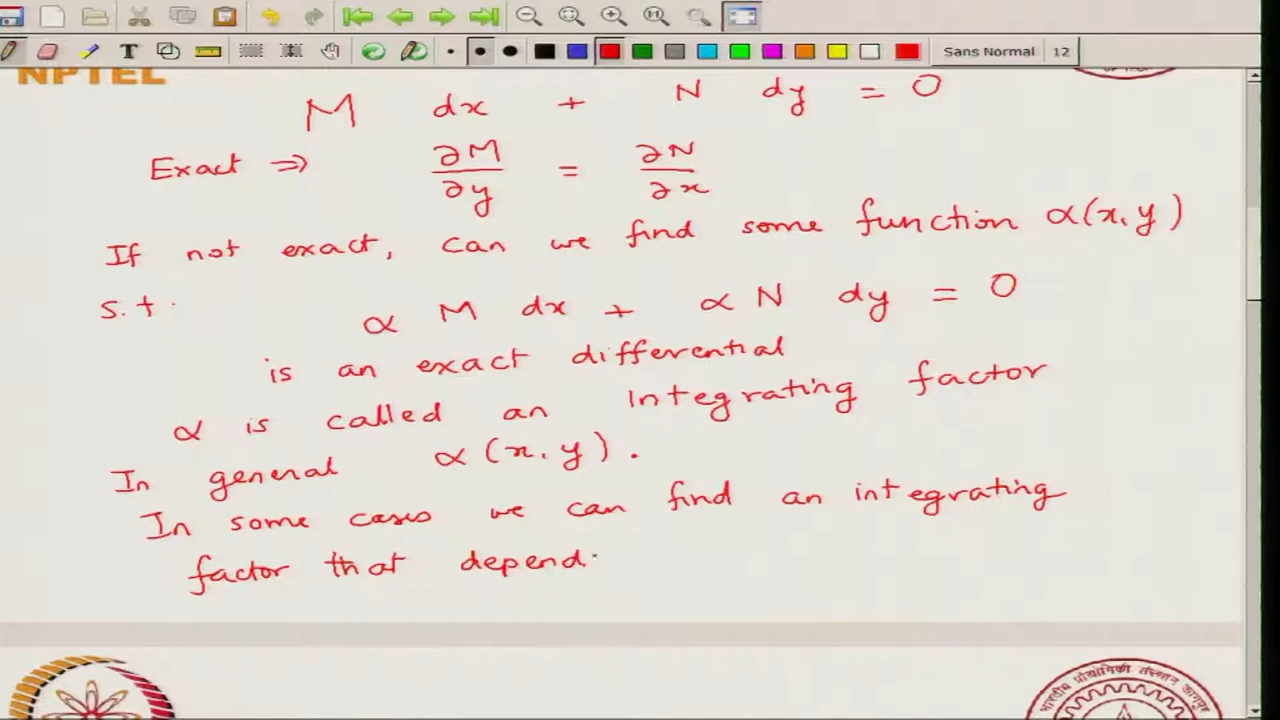 Sans Normal 12
NPTEL
M dx + N dy = 0
Exact ⇒ ∂M/∂y = ∂N/∂x
If not exact, can we find some function α(x,y)
s.t.
α M dx + α N dy = 0
is an exact differential
α is called an integrating factor
In general α(x,y).
In some cases we can find an integrating
factor that depend